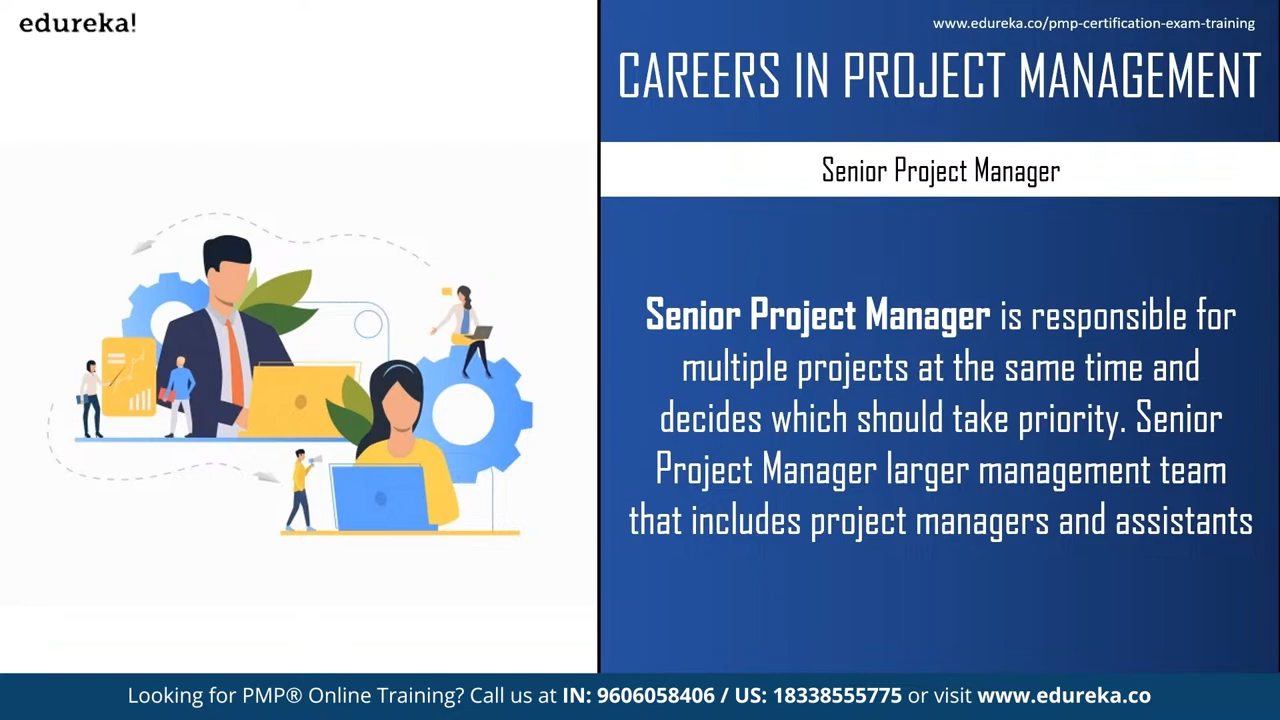 edureka!
www.edureka.co/pmp-certification-exam-training
CAREERS IN PROJECT MANAGEMENT
Senior Project Manager
Senior Project Manager is responsible for
multiple projects at the same time and
decides which should take priority. Senior
Project Manager larger management team
that includes project managers and assistants
Looking for PMP® Online Training? Call us at IN: 9606058406 / US: 18338555775 or visit www.edureka.co